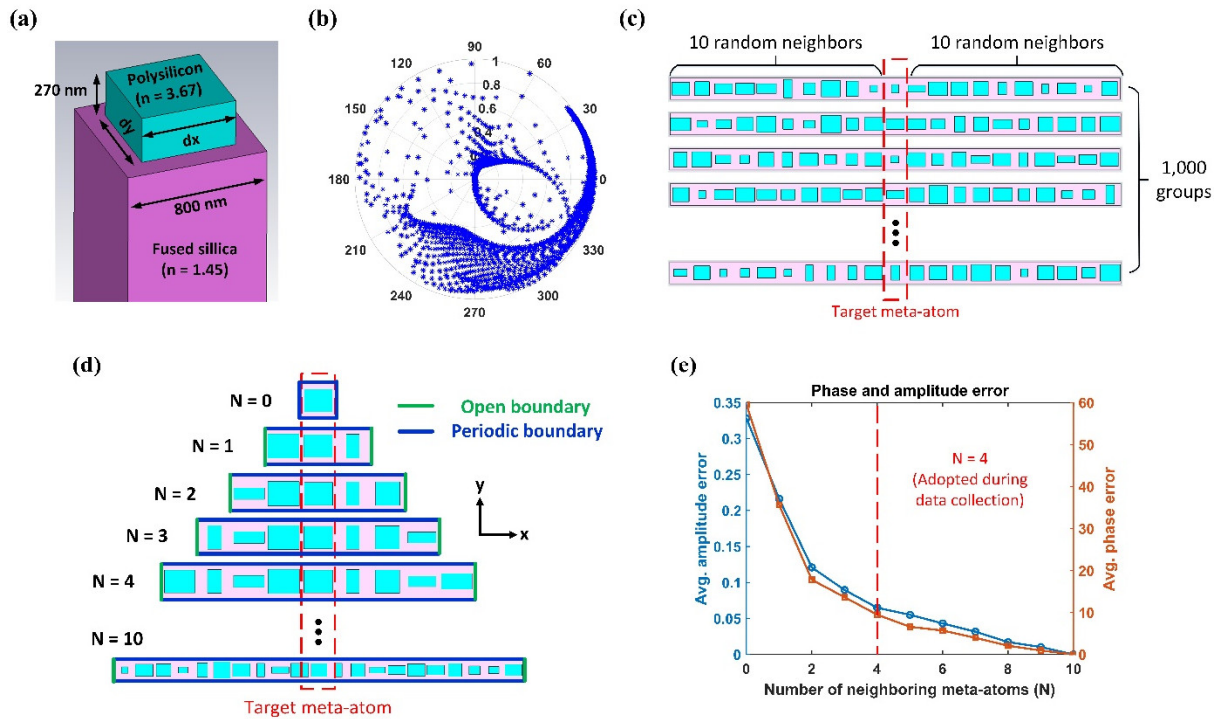 (a)
Polysilicon
(n = 3.67)
270 nm
dy
dx
800 nm
Fused sillica
(n = 1.45)
(b)
90
120
60
1
0.8
0.6
0.4
150
30
180
0
210
330
240
300
270
(c)
10 random neighbors
10 random neighbors
1,000
groups
Target meta-atom
(d)
N = 0
Open boundary
Periodic boundary
N = 1
N = 2
y
x
N = 3
N = 4
N = 10
Target meta-atom
(e)
Phase and amplitude error
0.35
0.3
0.25
0.2
0.15
0.1
0.05
0
Avg. amplitude error
N = 4
(Adopted during
data collection)
60
50
40
30
20
10
0
Avg. phase error
0
2
4
6
8
10
Number of neighboring meta-atoms (N)